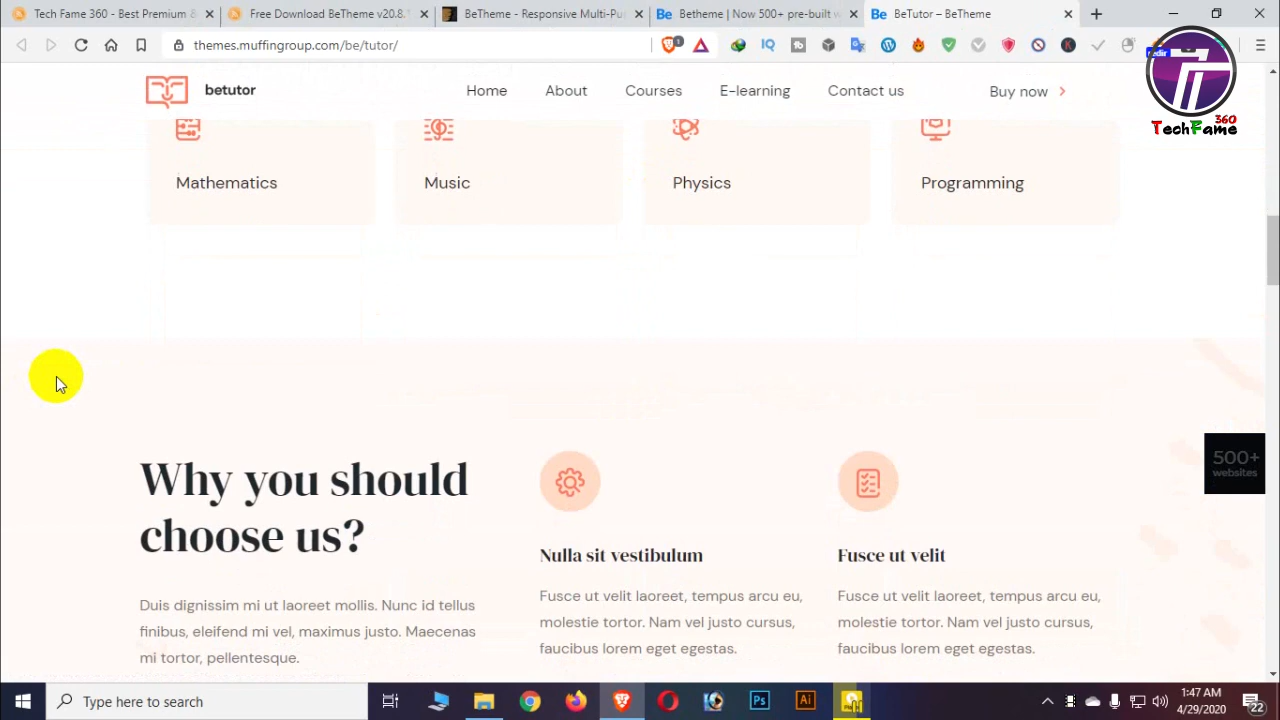 Tech Fame 360 - Best Premium &
Free Download BeTheme v20.8.1
BeTheme - Responsive Multi-Pu
Betheme | Now 500+ pre-built w
BeTutor – BeTheme
themes.muffingroup.com/be/tutor/
betutor
Home
About
Courses
E-learning
Contact us
Buy now
360
TechFame
Mathematics
Music
Physics
Programming
500+
websites
Why you should
choose us?
Duis dignissim mi ut laoreet mollis. Nunc id tellus
finibus, eleifend mi vel, maximus justo. Maecenas
mi tortor, pellentesque.
Nulla sit vestibulum
Fusce ut velit laoreet, tempus arcu eu,
molestie tortor. Nam vel justo cursus,
faucibus lorem eget egestas.
Fusce ut velit
Fusce ut velit laoreet, tempus arcu eu,
molestie tortor. Nam vel justo cursus,
faucibus lorem eget egestas.
Type here to search
1:47 AM
4/29/2020
22